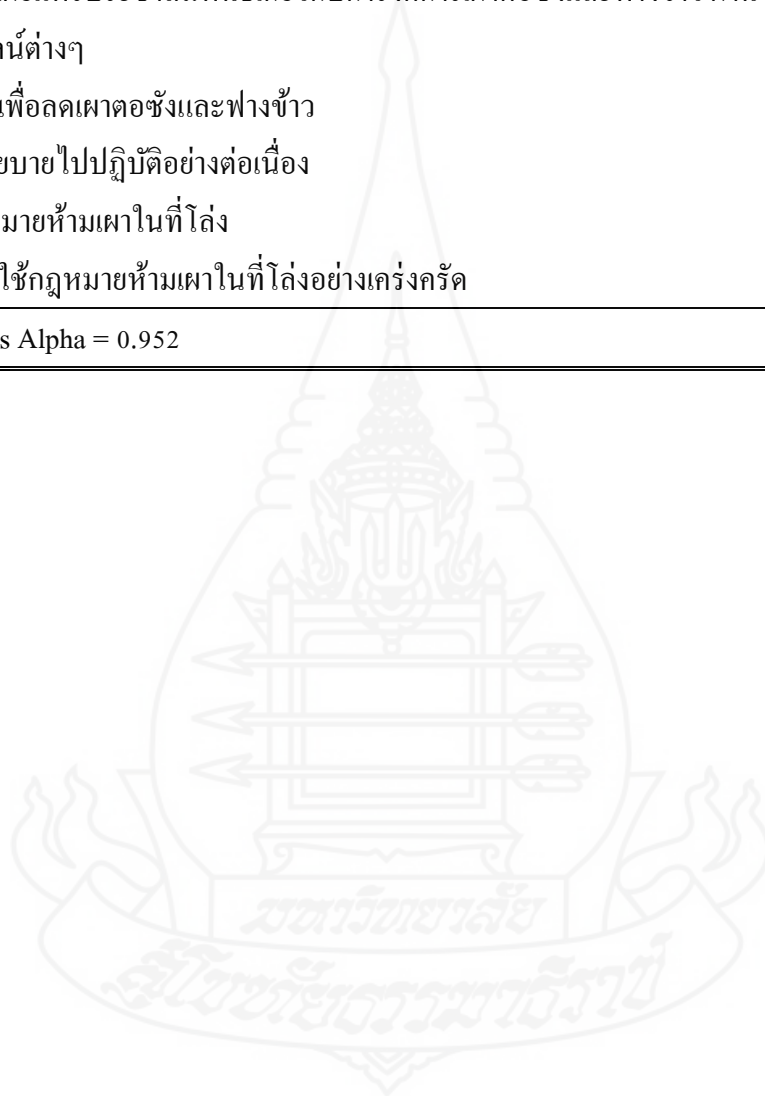 น์ต่างๆ
เพื่อลดเผาตอซังและฟางข้าว
ยบายไปปฏิบัติอย่างต่อเนื่อง
มายห้ามเผาในที่โล่ง
ใช้กฎหมายห้ามเผาในที่โล่งอย่างเคร่งครัด
s Alpha = 0.952
มหาวิทยาลัย
สุโขทัยธรรมาธิราช